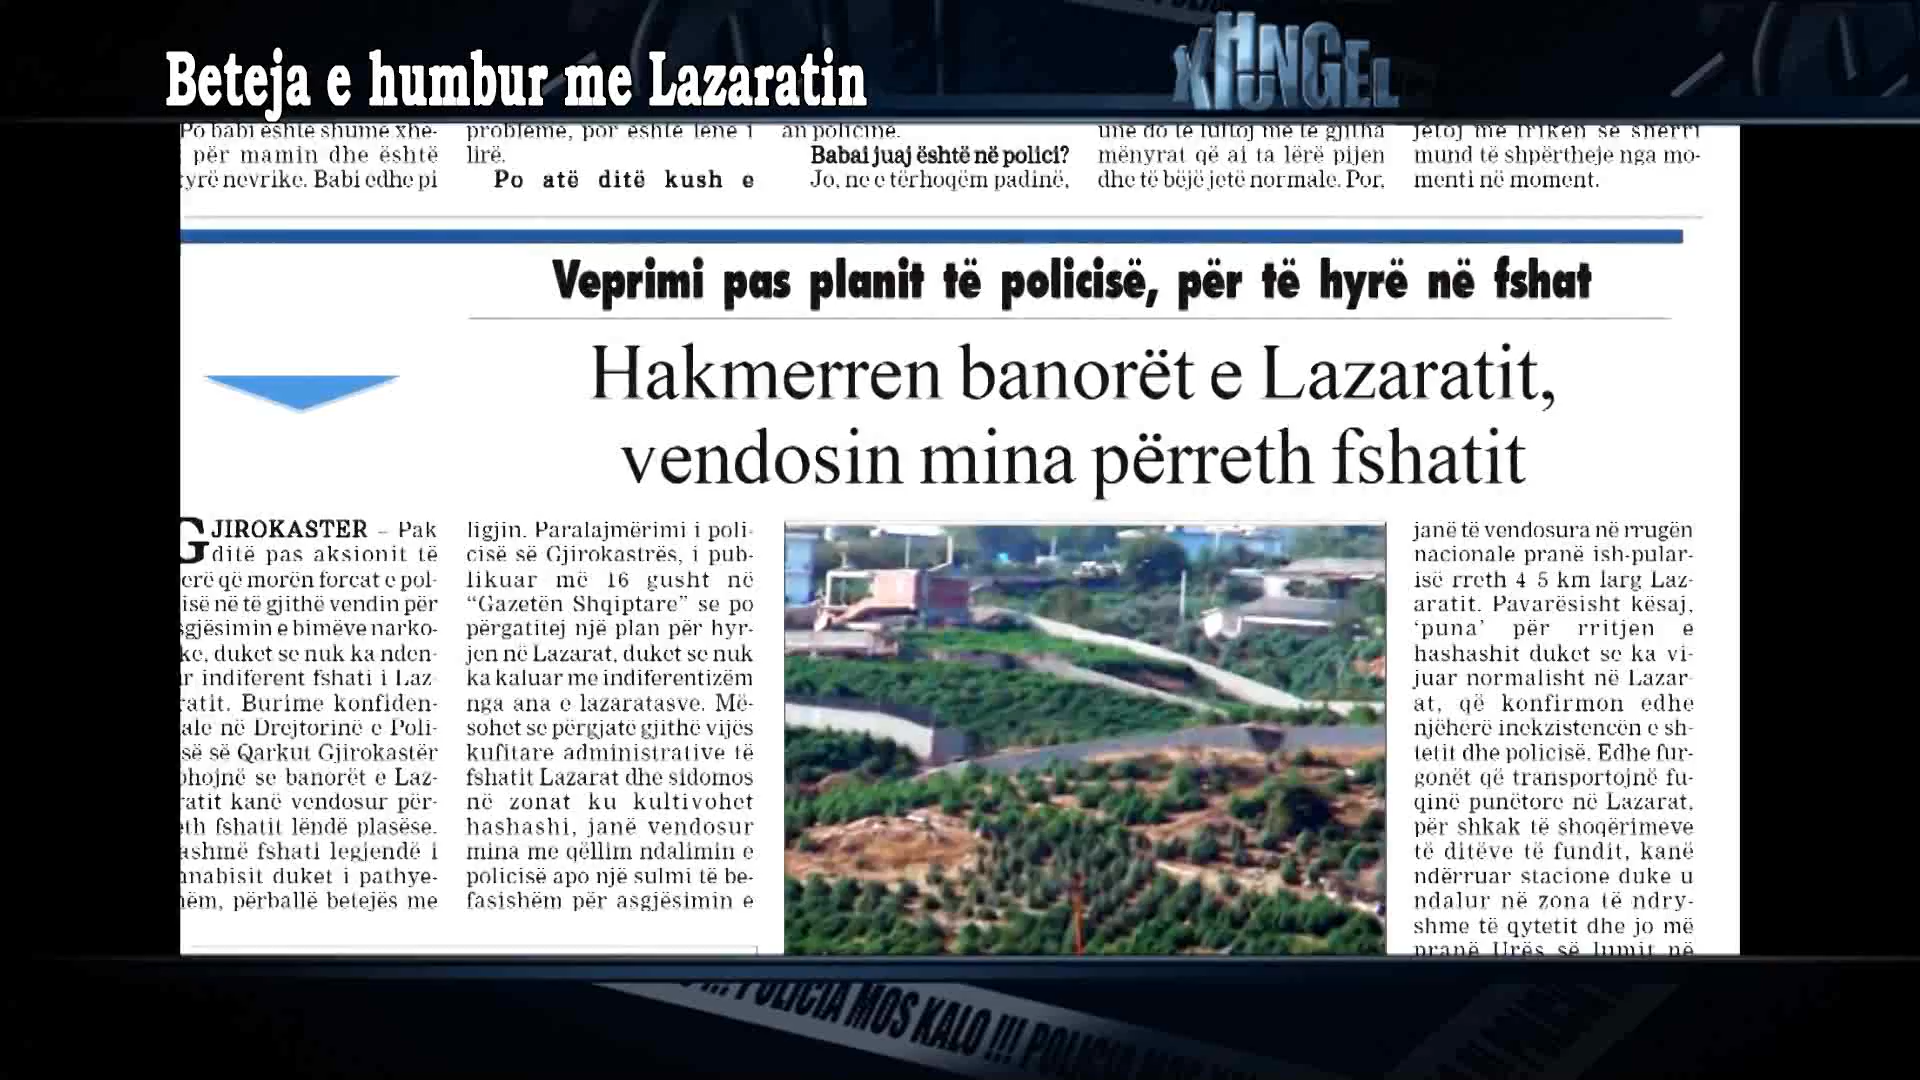 Beteja e humbur me Lazaratin
XHUNGEL
Po babi është shumë xhe-
për mamin dhe është
tyrë nevrike. Babi edhe pi
probleme, por është lënë i
lirë.
Po atë ditë kush e
an policinë.
Babai juaj është në polici?
Jo, ne e tërhoqëm padinë,
unë do të luftoj me të gjitha
mënyrat që ai ta lërë pijen
dhe të bëjë jetë normale. Por,
jetoj me frikën se sherri
mund të shpërtheje nga mo-
menti në moment.
Veprimi pas planit të policisë, për të hyrë në fshat
Hakmerren banorët e Lazaratit,
vendosin mina përreth fshatit
GJIROKASTER – Pak
ditë pas aksionit të
erë që morën forcat e pol-
isë në të gjithë vendin për
sgjësimin e bimëve narko-
ke, duket se nuk ka nden-
ur indiferent fshati i Laz-
ratit. Burime konfiden-
ale në Drejtorinë e Poli-
së së Qarkut Gjirokastër
ohojnë se banorët e Laz-
ratit kanë vendosur për-
eth fshatit lëndë plasëse.
ashmë fshati legjendë i
nnabisit duket i pathye-
hëm, përballë betejës me
ligjin. Paralajmërimi i poli-
cisë së Gjirokastrës, i pub-
likuar më 16 gusht në
“Gazetën Shqiptare” se po
përgatitej një plan për hyr-
jen në Lazarat, duket se nuk
ka kaluar me indiferentizëm
nga ana e lazaratasve. Më-
sohet se përgjatë gjithë vijës
kufitare administrative të
fshatit Lazarat dhe sidomos
në zonat ku kultivohet
hashashi, janë vendosur
mina me qëllim ndalimin e
policisë apo një sulmi të be-
fasishëm për asgjësimin e
janë të vendosura në rrugën
nacionale pranë ish-pular-
isë rreth 4 5 km larg Laz-
aratit. Pavarësisht kësaj,
‘puna’ për rritjen e
hashashit duket se ka vi-
juar normalisht në Lazar-
at, që konfirmon edhe
njëherë inekzistencën e sh-
tetit dhe policisë. Edhe fur-
gonët që transportojnë fu-
qinë punëtore në Lazarat,
për shkak të shoqërimeve
të ditëve të fundit, kanë
ndërruar stacione duke u
ndalur në zona të ndry-
shme të qytetit dhe jo më
pranë Urës së lumit në
!!! POLICIA MOS KALO !!! POLICIA MOS